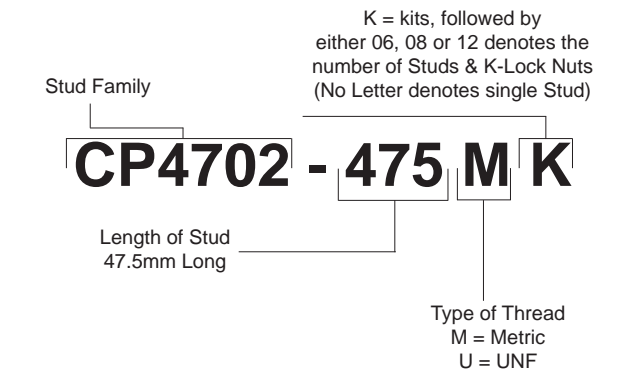 K = kits, followed by
either 06, 08 or 12 denotes the
number of Studs & K-Lock Nuts
(No Letter denotes single Stud)
Stud Family
CP4702 - 475 M K
Length of Stud
47.5mm Long
Type of Thread
M = Metric
U = UNF